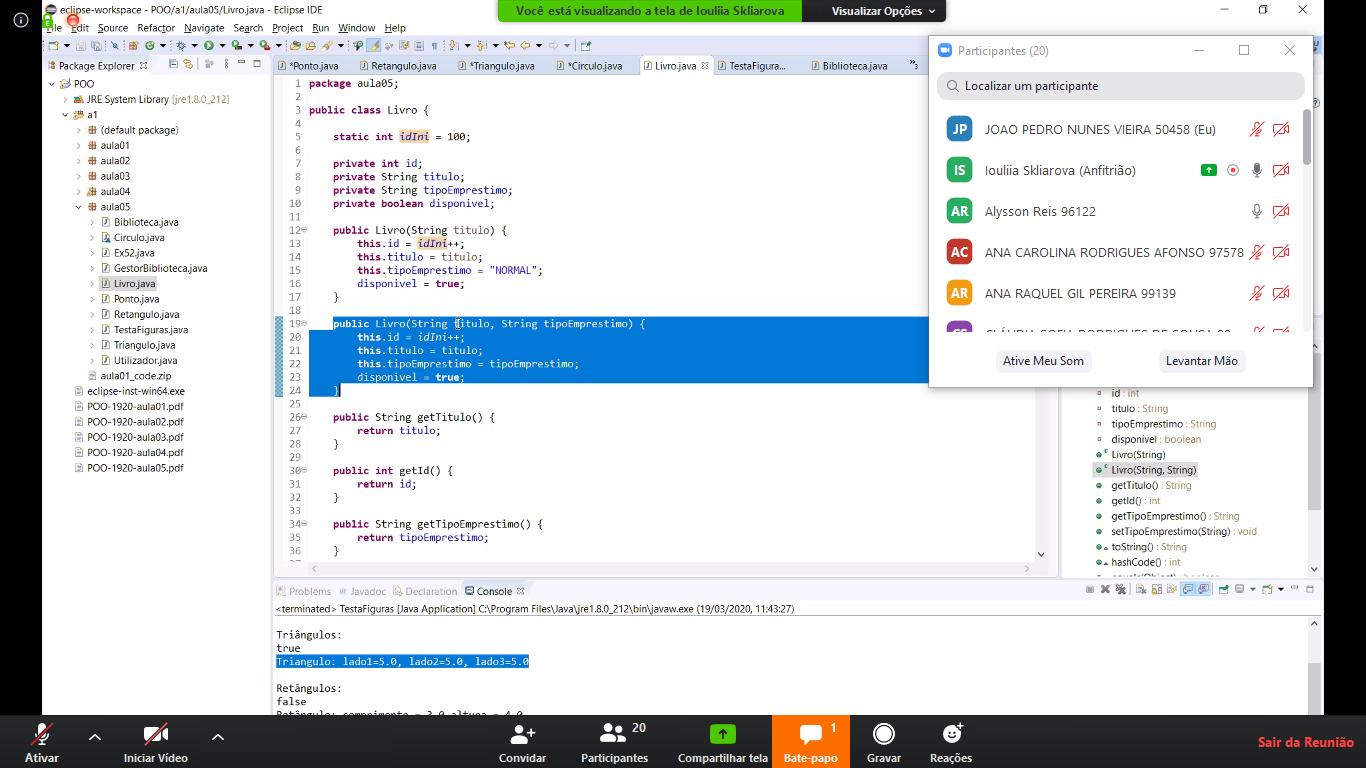 eclipse-workspace - POO/a1/aula05/Livro.java - Eclipse IDE
Você está visualizando a tela de Iouliia Skliarova
Visualizar Opções
File Edit Source Refactor Navigate Search Project Run Window Help
Package Explorer
POO
JRE System Library [jre1.8.0_212]
a1
(default package)
aula01
aula02
aula03
aula04
aula05
Biblioteca.java
Circulo.java
Ex52.java
GestorBiblioteca.java
Livro.java
Ponto.java
Retangulo.java
TestaFiguras.java
Triangulo.java
Utilizador.java
aula01_code.zip
eclipse-inst-win64.exe
POO-1920-aula01.pdf
POO-1920-aula02.pdf
POO-1920-aula03.pdf
POO-1920-aula04.pdf
POO-1920-aula05.pdf
*Ponto.java Retangulo.java *Triangulo.java *Circulo.java Livro.java TestaFigura... Biblioteca.java
1 package aula05;
2
3 public class Livro {
4
5 static int idIni = 100;
6
7 private int id;
8 private String titulo;
9 private String tipoEmprestimo;
10 private boolean disponivel;
11
12 public Livro(String titulo) {
13 this.id = idIni++;
14 this.titulo = titulo;
15 this.tipoEmprestimo = "NORMAL";
16 disponivel = true;
17 }
18
19 public Livro(String titulo, String tipoEmprestimo) {
20 this.id = idIni++;
21 this.titulo = titulo;
22 this.tipoEmprestimo = tipoEmprestimo;
23 disponivel = true;
24 }
25
26 public String getTitulo() {
27 return titulo;
28 }
29
30 public int getId() {
31 return id;
32 }
33
34 public String getTipoEmprestimo() {
35 return tipoEmprestimo;
36 }
Participantes (20)
Localizar um participante
JP JOAO PEDRO NUNES VIEIRA 50458 (Eu)
IS Iouliia Skliarova (Anfitrião)
AR Alysson Reis 96122
AC ANA CAROLINA RODRIGUES AFONSO 97578
AR ANA RAQUEL GIL PEREIRA 99139
Ative Meu Som
Levantar Mão
id : int
titulo : String
tipoEmprestimo : String
disponivel : boolean
Livro(String)
Livro(String, String)
getTitulo() : String
getId() : int
getTipoEmprestimo() : String
setTipoEmprestimo(String) : void
toString() : String
hashCode() : int
Problems Javadoc Declaration Console
<terminated> TestaFiguras [Java Application] C:\Program Files\Java\jre1.8.0_212\bin\javaw.exe (19/03/2020, 11:43:27)
Triângulos:
true
Triangulo: lado1=5.0, lado2=5.0, lado3=5.0
Retângulos:
false
Ativar
Iniciar Vídeo
Convidar
20
Participantes
Compartilhar tela
1
Bate-papo
Gravar
Reações
Sair da Reunião